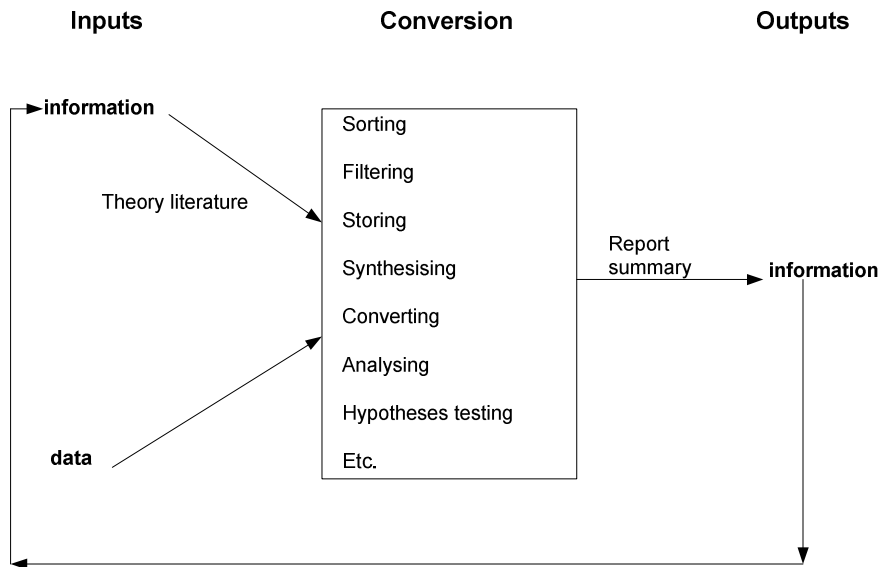 Inputs
Conversion
Outputs
information
Theory literature
data
Sorting
Filtering
Storing
Synthesising
Converting
Analysing
Hypotheses testing
Etc.
Report
summary
information